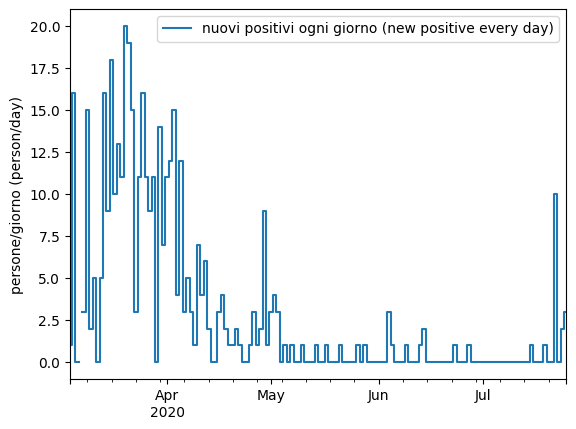 nuovi positivi ogni giorno (new positive every day)
persone/giorno (person/day)
20.0
17.5
15.0
12.5
10.0
7.5
5.0
2.5
0.0
Apr
May
Jun
Jul
2020